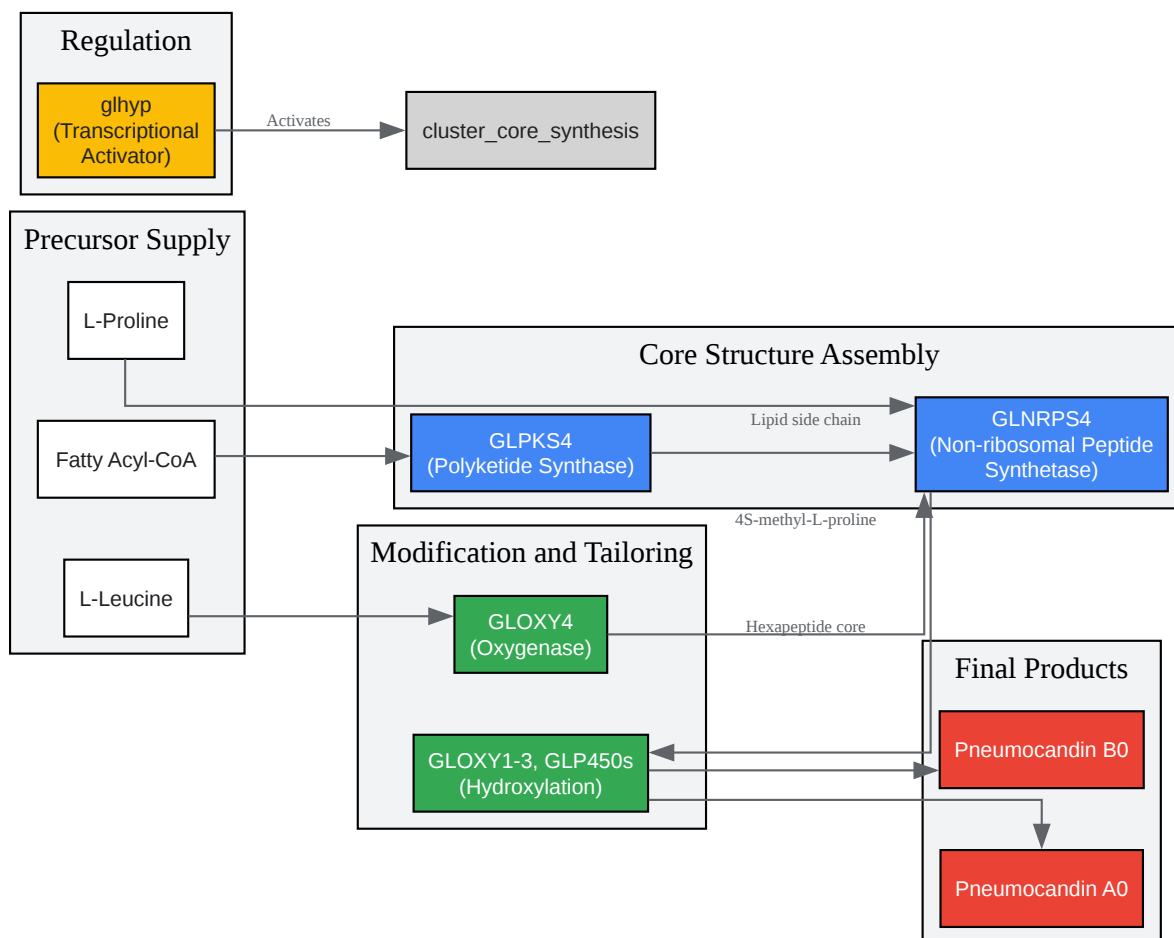 Regulation
glhyp
(Transcriptional
Activator)
Activates
cluster_core_synthesis
Precursor Supply
L-Proline
Fatty Acyl-CoA
L-Leucine
Core Structure Assembly
GLPKS4
(Polyketide Synthase)
Lipid side chain
GLNRPS4
(Non-ribosomal Peptide
Synthetase)
4S-methyl-L-proline
Modification and Tailoring
GLOXY4
(Oxygenase)
Hexapeptide core
GLOXY1-3, GLP450s
(Hydroxylation)
Final Products
Pneumocandin B0
Pneumocandin A0